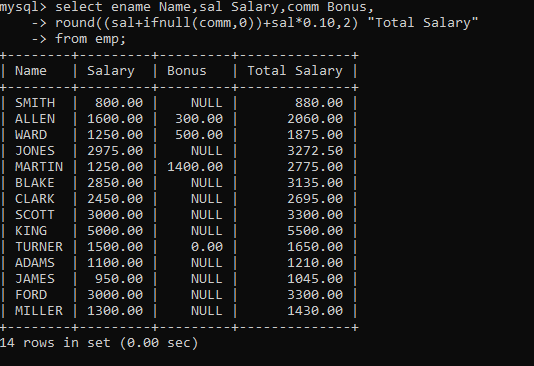 mysql> select ename Name,sal Salary,comm Bonus,
    -> round((sal+ifnull(comm,0))+sal*0.10,2) "Total Salary"
    -> from emp;
+--------+---------+---------+--------------+
| Name   | Salary  | Bonus   | Total Salary |
+--------+---------+---------+--------------+
| SMITH  |  800.00 |    NULL |       880.00 |
| ALLEN  | 1600.00 |  300.00 |      2060.00 |
| WARD   | 1250.00 |  500.00 |      1875.00 |
| JONES  | 2975.00 |    NULL |      3272.50 |
| MARTIN | 1250.00 | 1400.00 |      2775.00 |
| BLAKE  | 2850.00 |    NULL |      3135.00 |
| CLARK  | 2450.00 |    NULL |      2695.00 |
| SCOTT  | 3000.00 |    NULL |      3300.00 |
| KING   | 5000.00 |    NULL |      5500.00 |
| TURNER | 1500.00 |    0.00 |      1650.00 |
| ADAMS  | 1100.00 |    NULL |      1210.00 |
| JAMES  |  950.00 |    NULL |      1045.00 |
| FORD   | 3000.00 |    NULL |      3300.00 |
| MILLER | 1300.00 |    NULL |      1430.00 |
+--------+---------+---------+--------------+
14 rows in set (0.00 sec)